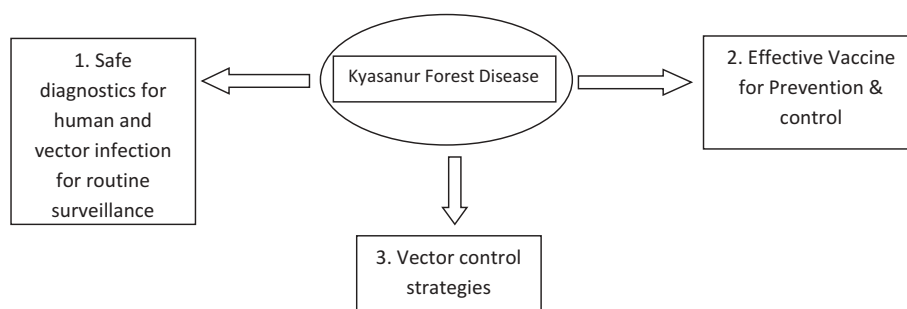 1. Safe
diagnostics for
human and
vector infection
for routine
surveillance
Kyasanur Forest Disease
2. Effective Vaccine
for Prevention &
control
3. Vector control
strategies